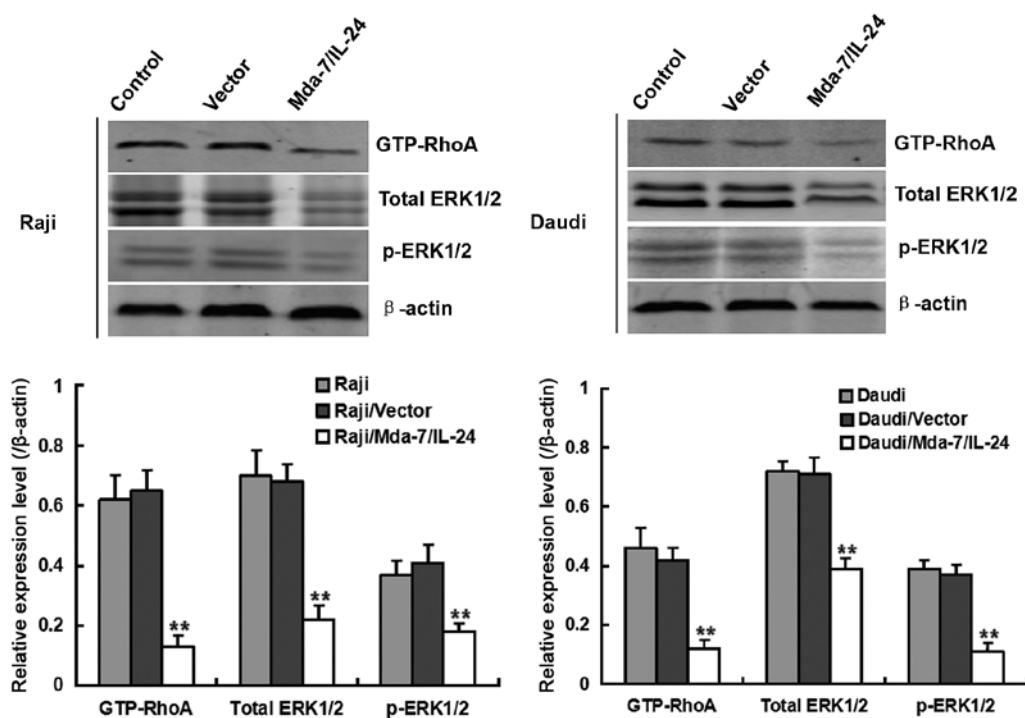 Control Vector Mda-7/IL-24
GTP-RhoA
Total ERK1/2
Raji
p-ERK1/2
β-actin
Control Vector Mda-7/IL-24
GTP-RhoA
Total ERK1/2
Daudi
p-ERK1/2
β-actin
Relative expression level (/β-actin)
1
0.8
0.6
0.4
0.2
0
Raji
Raji/Vector
Raji/Mda-7/IL-24
**
**
**
GTP-RhoA Total ERK1/2 p-ERK1/2
Relative expression level (/β-actin)
1
0.8
0.6
0.4
0.2
0
Daudi
Daudi/Vector
Daudi/Mda-7/IL-24
**
**
**
GTP-RhoA Total ERK1/2 p-ERK1/2